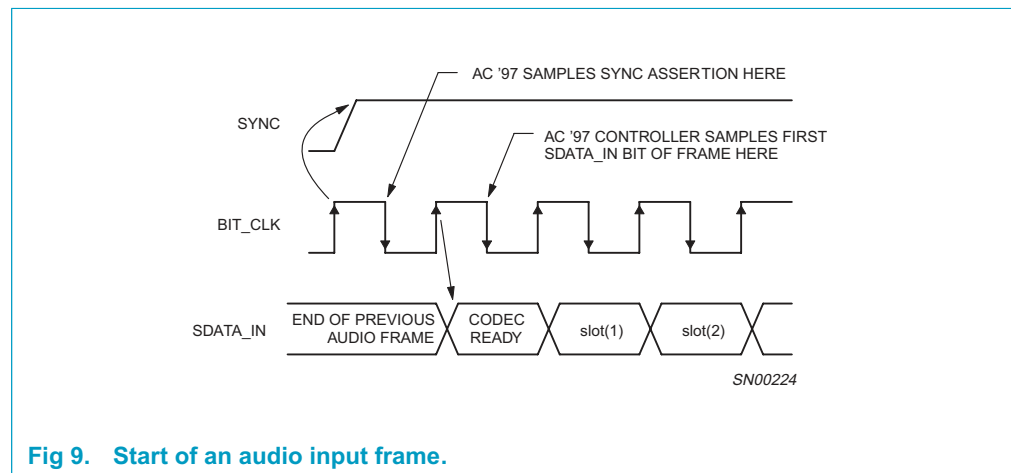 AC '97 SAMPLES SYNC ASSERTION HERE
SYNC
AC '97 CONTROLLER SAMPLES FIRST
SDATA_IN BIT OF FRAME HERE
BIT_CLK
SDATA_IN
END OF PREVIOUS
AUDIO FRAME
CODEC
READY
slot(1)
slot(2)
SN00224
Fig 9. Start of an audio input frame.